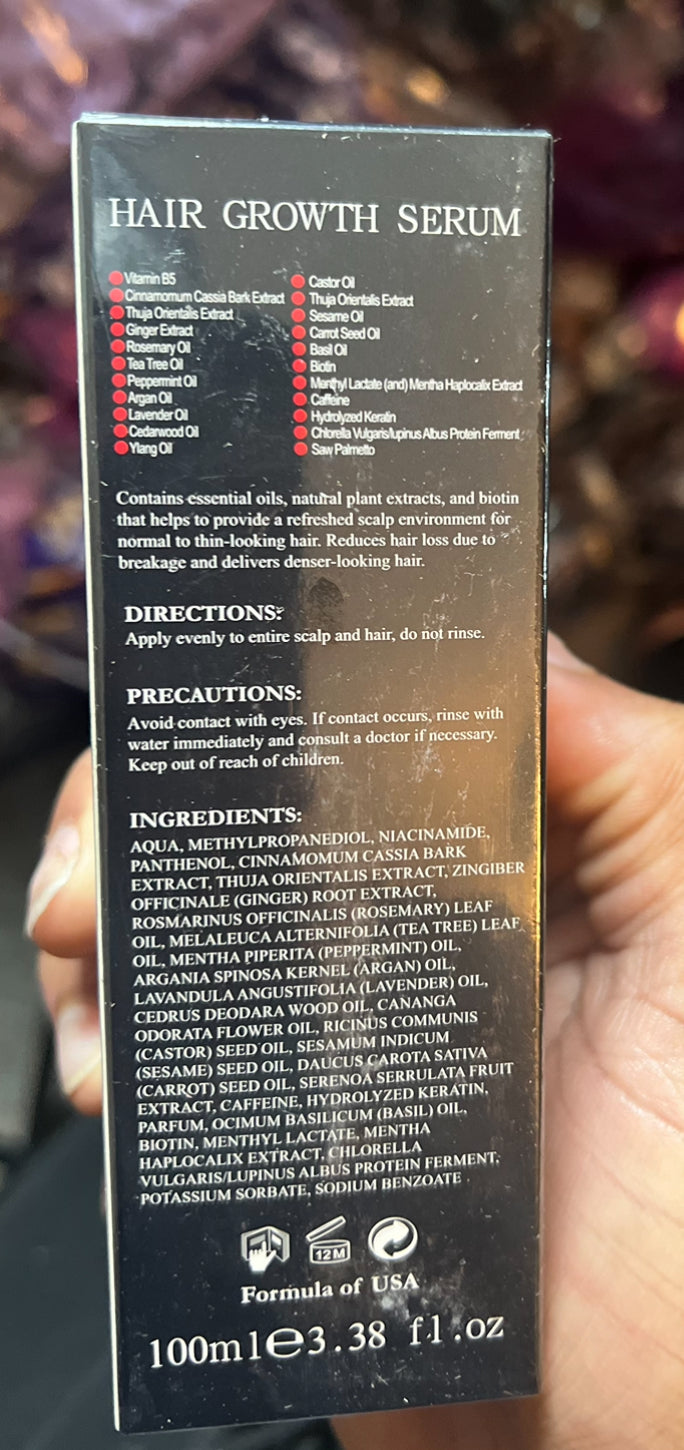 HAIR GROWTH SERUM
Vitamin B5
Cinnamomum Cassia Bark Extract
Thuja Orientalis Extract
Ginger Extract
Rosemary Oil
Tea Tree Oil
Peppermint Oil
Argan Oil
Lavender Oil
Cedarwood Oil
Ylang Oil
Castor Oil
Thuja Orientalis Extract
Sesame Oil
Carrot Seed Oil
Basil Oil
Biotin
Menthyl Lactate (and) Mentha Haplocalix Extract
Caffeine
Hydrolyzed Keratin
Chlorella Vulgaris/lupinus Albus Protein Ferment
Saw Palmetto
Contains essential oils, natural plant extracts, and biotin
that helps to provide a refreshed scalp environment for
normal to thin-looking hair. Reduces hair loss due to
breakage and delivers denser-looking hair.
DIRECTIONS:
Apply evenly to entire scalp and hair, do not rinse.
PRECAUTIONS:
Avoid contact with eyes. If contact occurs, rinse with
water immediately and consult a doctor if necessary.
Keep out of reach of children.
INGREDIENTS:
AQUA, METHYLPROPANEDIOL, NIACINAMIDE,
PANTHENOL, CINNAMOMUM CASSIA BARK
EXTRACT, THUJA ORIENTALIS EXTRACT, ZINGIBER
OFFICINALE (GINGER) ROOT EXTRACT,
ROSMARINUS OFFICINALIS (ROSEMARY) LEAF
OIL, MELALEUCA ALTERNIFOLIA (TEA TREE) LEAF
OIL, MENTHA PIPERITA (PEPPERMINT) OIL,
ARGANIA SPINOSA KERNEL (ARGAN) OIL,
LAVANDULA ANGUSTIFOLIA (LAVENDER) OIL,
CEDRUS DEODARA WOOD OIL, CANANGA
ODORATA FLOWER OIL, RICINUS COMMUNIS
(CASTOR) SEED OIL, SESAMUM INDICUM
(SESAME) SEED OIL, DAUCUS CAROTA SATIVA
(CARROT) SEED OIL, SERENOA SERRULATA FRUIT
EXTRACT, CAFFEINE, HYDROLYZED KERATIN,
PARFUM, OCIMUM BASILICUM (BASIL) OIL,
BIOTIN, MENTHYL LACTATE, MENTHA
HAPLOCALIX EXTRACT, CHLORELLA
VULGARIS/LUPINUS ALBUS PROTEIN FERMENT,
POTASSIUM SORBATE, SODIUM BENZOATE
12M
Formula of USA
100ml℮3.38 fl.oz